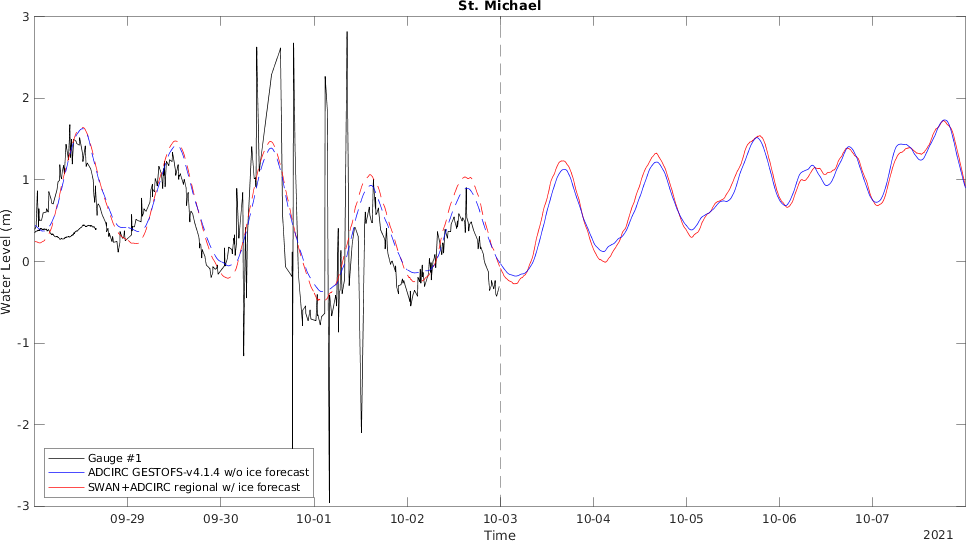 St. Michael
3
2
1
0
-1
-2
-3
Water Level (m)
Gauge #1
ADCIRC GESTOFS-v4.1.4 w/o ice forecast
SWAN+ADCIRC regional w/ ice forecast
09-29 09-30 10-01 10-02 10-03 10-04 10-05 10-06 10-07
Time
2021